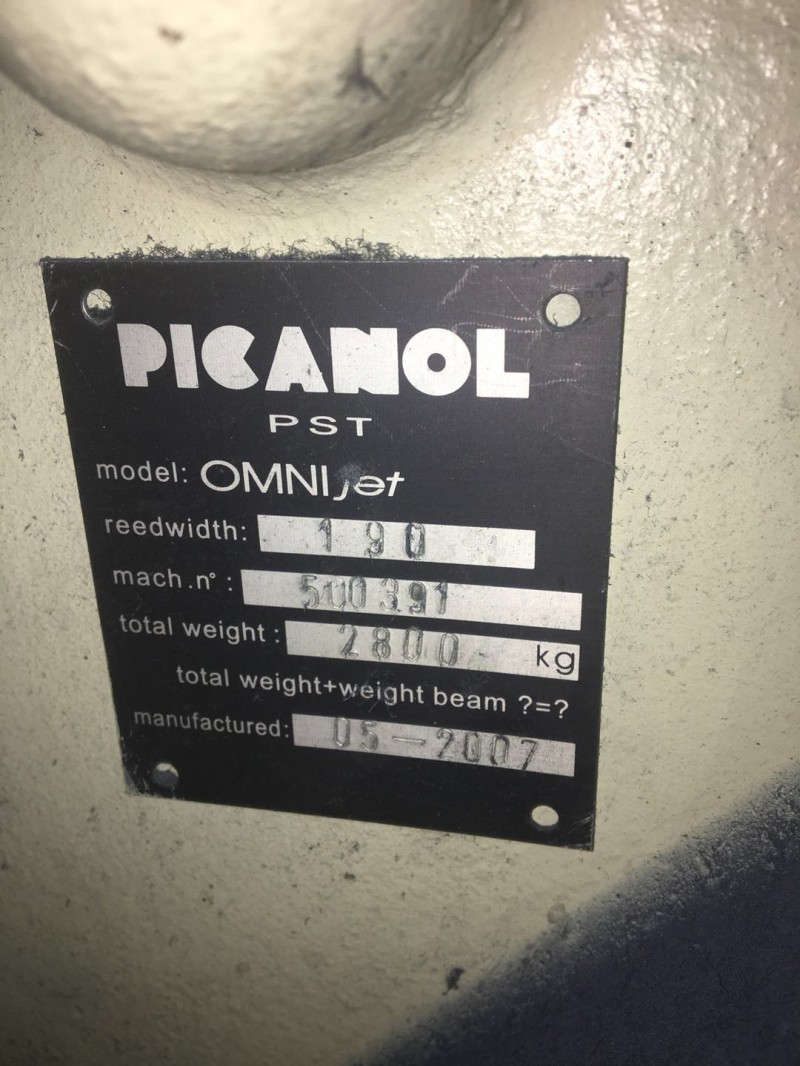 PICANOL
PST
model: OMNIjet
reedwidth: 190
mach.n° : 500391
total weight : 2800 kg
total weight+weight beam ?=?
manufactured: 05-2007